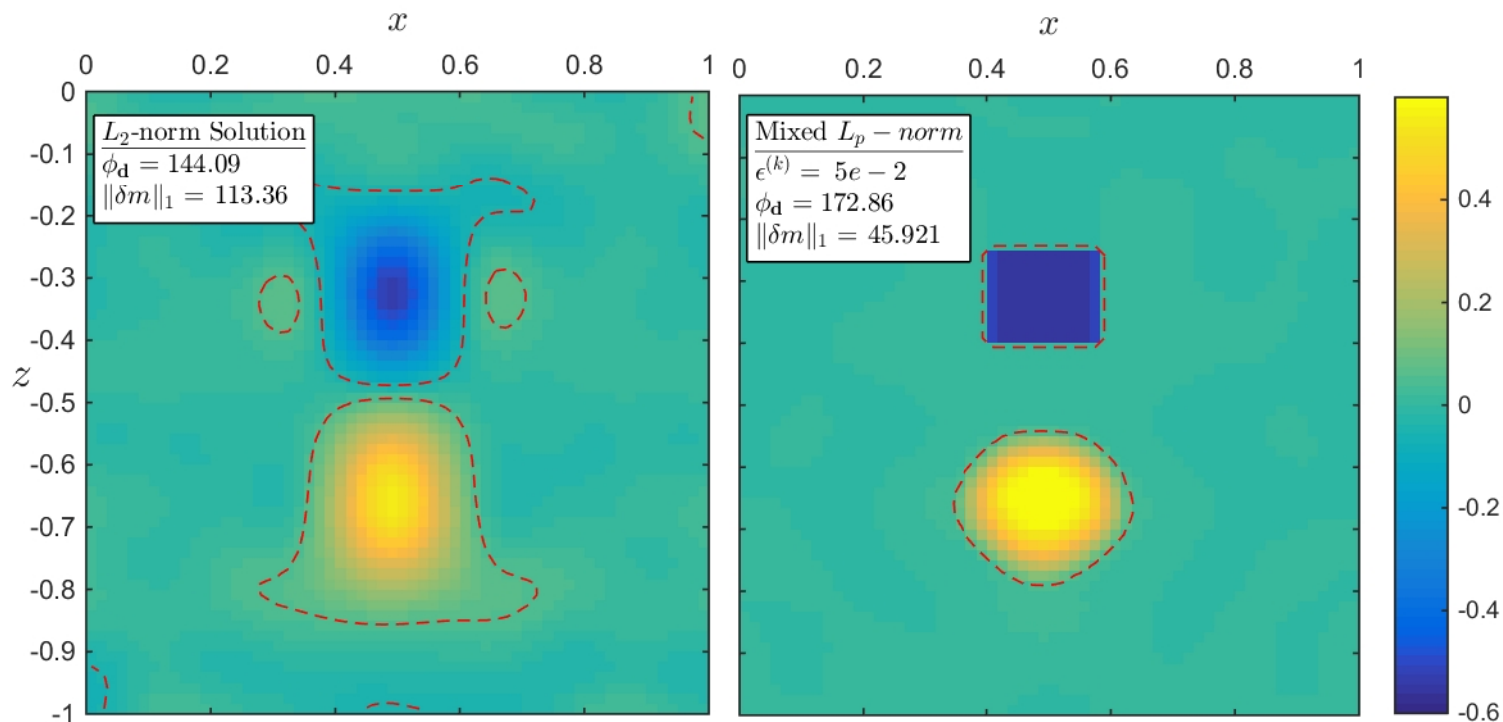 x
0 0.2 0.4 0.6 0.8 1
0
-0.1
-0.2
-0.3
-0.4
-0.5
-0.6
-0.7
-0.8
-0.9
-1
z
L₂-norm Solution
ϕ_d = 144.09
‖δm‖₁ = 113.36
x
0 0.2 0.4 0.6 0.8 1
Mixed L_p − norm
ϵ^(k) = 5e − 2
ϕ_d = 172.86
‖δm‖₁ = 45.921
0.4
0.2
0
-0.2
-0.4
-0.6